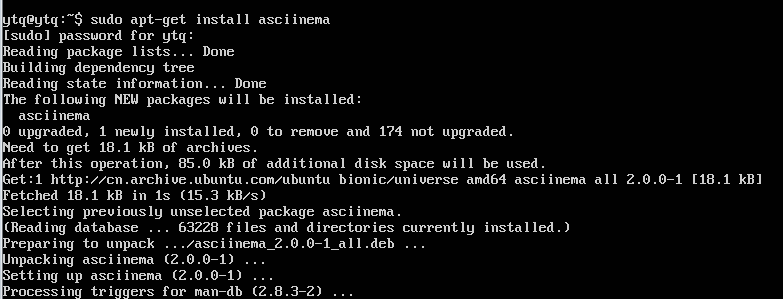 ytq@ytq:~$ sudo apt-get install asciinema
[sudo] password for ytq:
Reading package lists... Done
Building dependency tree
Reading state information... Done
The following NEW packages will be installed:
  asciinema
0 upgraded, 1 newly installed, 0 to remove and 174 not upgraded.
Need to get 18.1 kB of archives.
After this operation, 85.0 kB of additional disk space will be used.
Get:1 http://cn.archive.ubuntu.com/ubuntu bionic/universe amd64 asciinema all 2.0.0-1 [18.1 kB]
Fetched 18.1 kB in 1s (15.3 kB/s)
Selecting previously unselected package asciinema.
(Reading database ... 63228 files and directories currently installed.)
Preparing to unpack .../asciinema_2.0.0-1_all.deb ...
Unpacking asciinema (2.0.0-1) ...
Setting up asciinema (2.0.0-1) ...
Processing triggers for man-db (2.8.3-2) ...